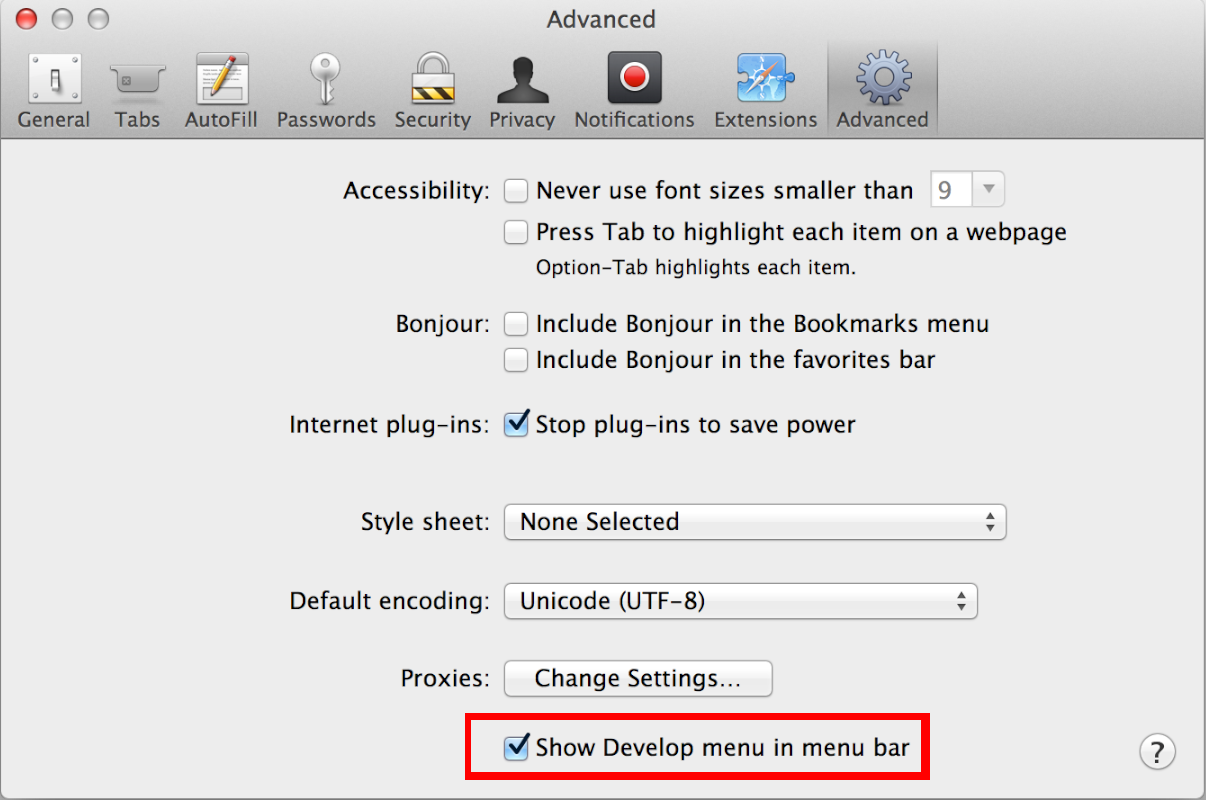 Advanced
General Tabs AutoFill Passwords Security Privacy Notifications Extensions Advanced
Accessibility: Never use font sizes smaller than 9
Press Tab to highlight each item on a webpage
Option-Tab highlights each item.
Bonjour: Include Bonjour in the Bookmarks menu
Include Bonjour in the favorites bar
Internet plug-ins: Stop plug-ins to save power
Style sheet: None Selected
Default encoding: Unicode (UTF-8)
Proxies: Change Settings...
Show Develop menu in menu bar
?